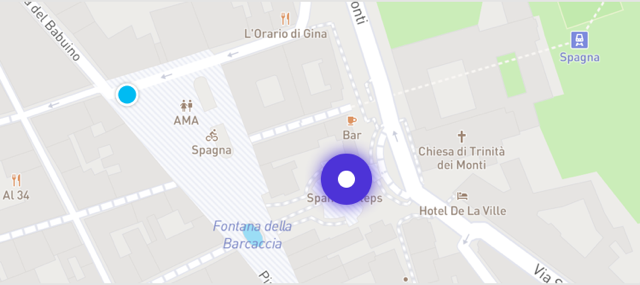 del Babuino
onti
L'Orario di Gina
Spagna
AMA
Bar
Spagna
Chiesa di Trinità
dei Monti
Al 34
Hotel De La Ville
Fontana della
Barcaccia
Via S